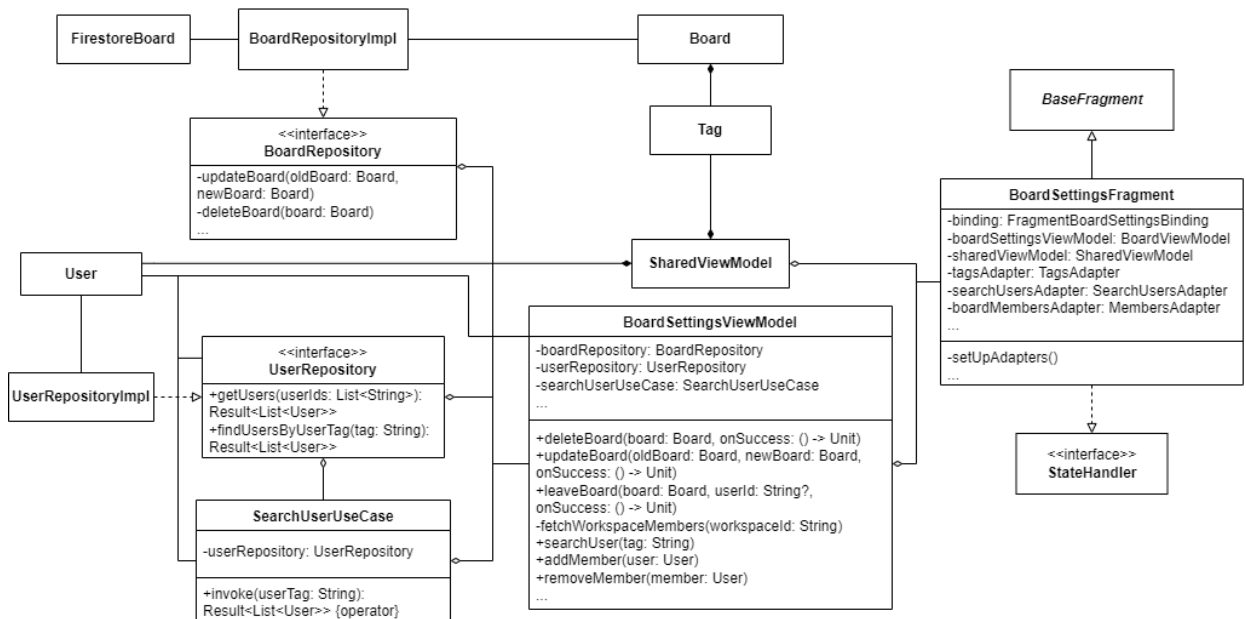 FirestoreBoard
BoardRepositoryImpl
Board
BaseFragment
Tag
<<interface>>
BoardRepository
-updateBoard(oldBoard: Board,
newBoard: Board)
-deleteBoard(board: Board)
...
BoardSettingsFragment
-binding: FragmentBoardSettingsBinding
-boardSettingsViewModel: BoardViewModel
-sharedViewModel: SharedViewModel
-tagsAdapter: TagsAdapter
-searchUsersAdapter: SearchUsersAdapter
-boardMembersAdapter: MembersAdapter
...
-setUpAdapters()
...
User
SharedViewModel
<<interface>>
UserRepository
+getUsers(userIds: List<String>):
Result<List<User>>
+findUsersByUserTag(tag: String):
Result<List<User>>
UserRepositoryImpl
BoardSettingsViewModel
-boardRepository: BoardRepository
-userRepository: UserRepository
-searchUserUseCase: SearchUserUseCase
...
+deleteBoard(board: Board, onSuccess: () -> Unit)
+updateBoard(oldBoard: Board, newBoard: Board,
onSuccess: () -> Unit)
+leaveBoard(board: Board, userId: String?,
onSuccess: () -> Unit)
-fetchWorkspaceMembers(workspaceId: String)
+searchUser(tag: String)
+addMember(user: User)
+removeMember(member: User)
...
<<interface>>
StateHandler
SearchUserUseCase
-userRepository: UserRepository
+invoke(userTag: String):
Result<List<User>> {operator}